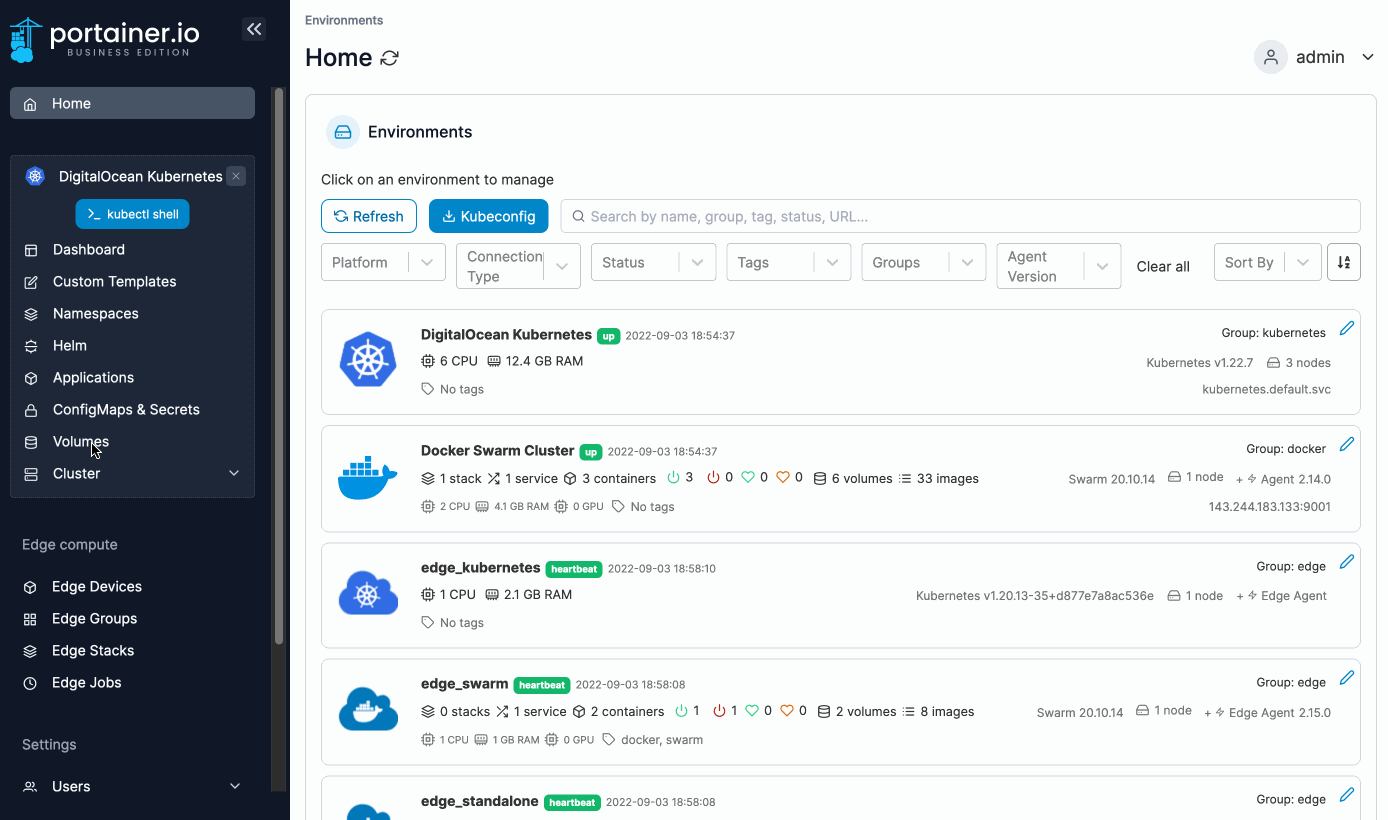 portainer.io
BUSINESS EDITION
Home
DigitalOcean Kubernetes
kubectl shell
Dashboard
Custom Templates
Namespaces
Helm
Applications
ConfigMaps & Secrets
Volumes
Cluster
Edge compute
Edge Devices
Edge Groups
Edge Stacks
Edge Jobs
Settings
Users
Environments
Home
admin
Environments
Click on an environment to manage
Refresh Kubeconfig Search by name, group, tag, status, URL...
Platform Connection Type Status Tags Groups Agent Version Clear all Sort By
DigitalOcean Kubernetes up 2022-09-03 18:54:37 Group: kubernetes
6 CPU 12.4 GB RAM Kubernetes v1.22.7 3 nodes
No tags kubernetes.default.svc
Docker Swarm Cluster up 2022-09-03 18:54:37 Group: docker
1 stack 1 service 3 containers 3 0 0 0 6 volumes 33 images Swarm 20.10.14 1 node + Agent 2.14.0
2 CPU 4.1 GB RAM 0 GPU No tags 143.244.183.133:9001
edge_kubernetes heartbeat 2022-09-03 18:58:10 Group: edge
1 CPU 2.1 GB RAM Kubernetes v1.20.13-35+d877e7a8ac536e 1 node + Edge Agent
No tags
edge_swarm heartbeat 2022-09-03 18:58:08 Group: edge
0 stacks 1 service 2 containers 1 1 0 0 2 volumes 8 images Swarm 20.10.14 1 node + Edge Agent 2.15.0
1 CPU 1 GB RAM 0 GPU docker, swarm
edge_standalone heartbeat 2022-09-03 18:58:08 Group: edge